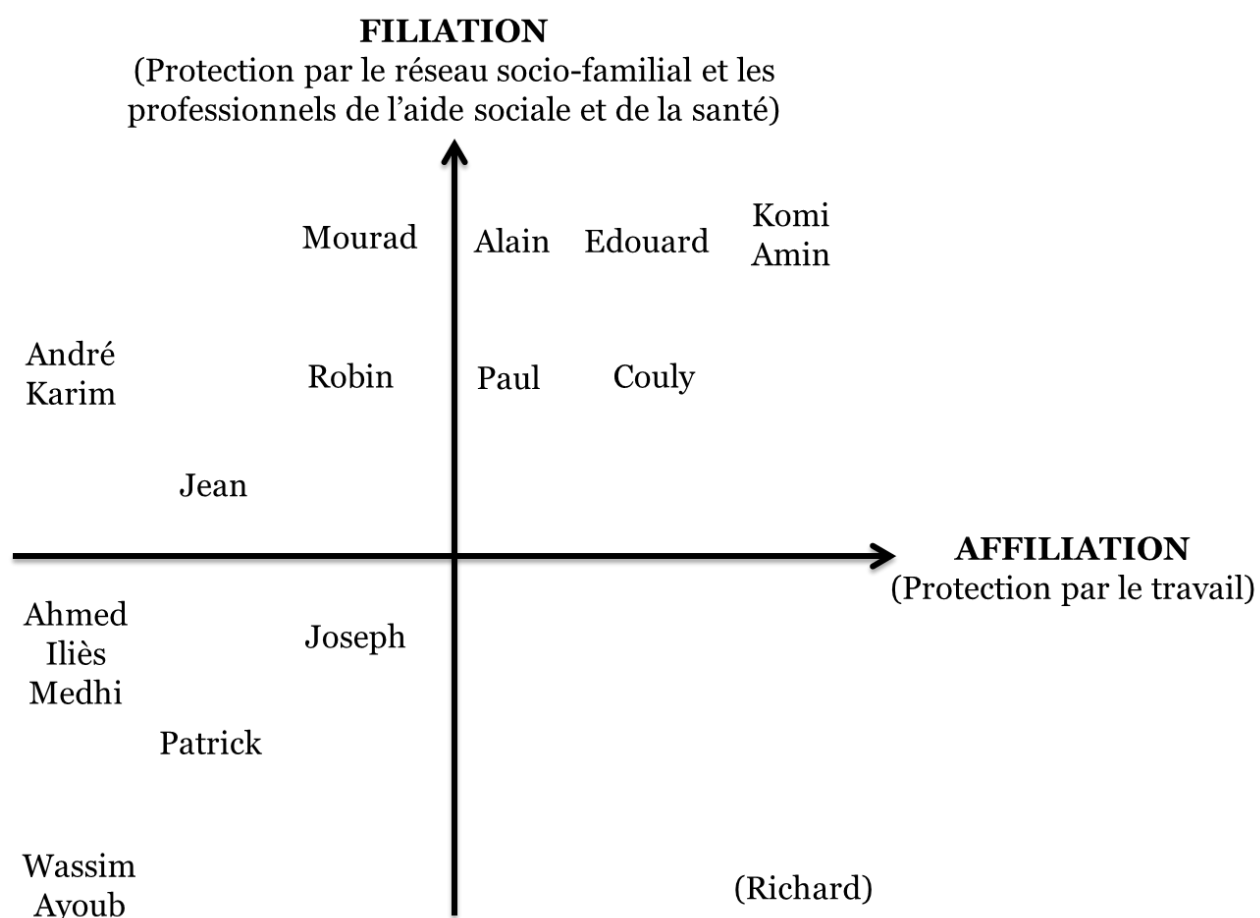 FILIATION
(Protection par le réseau socio-familial et les
professionnels de l'aide sociale et de la santé)
Mourad
Alain
Edouard
Komi
Amin
André
Karim
Robin
Paul
Couly
Jean
AFFILIATION
(Protection par le travail)
Ahmed
Iliès
Medhi
Joseph
Patrick
Wassim
Ayoub
(Richard)